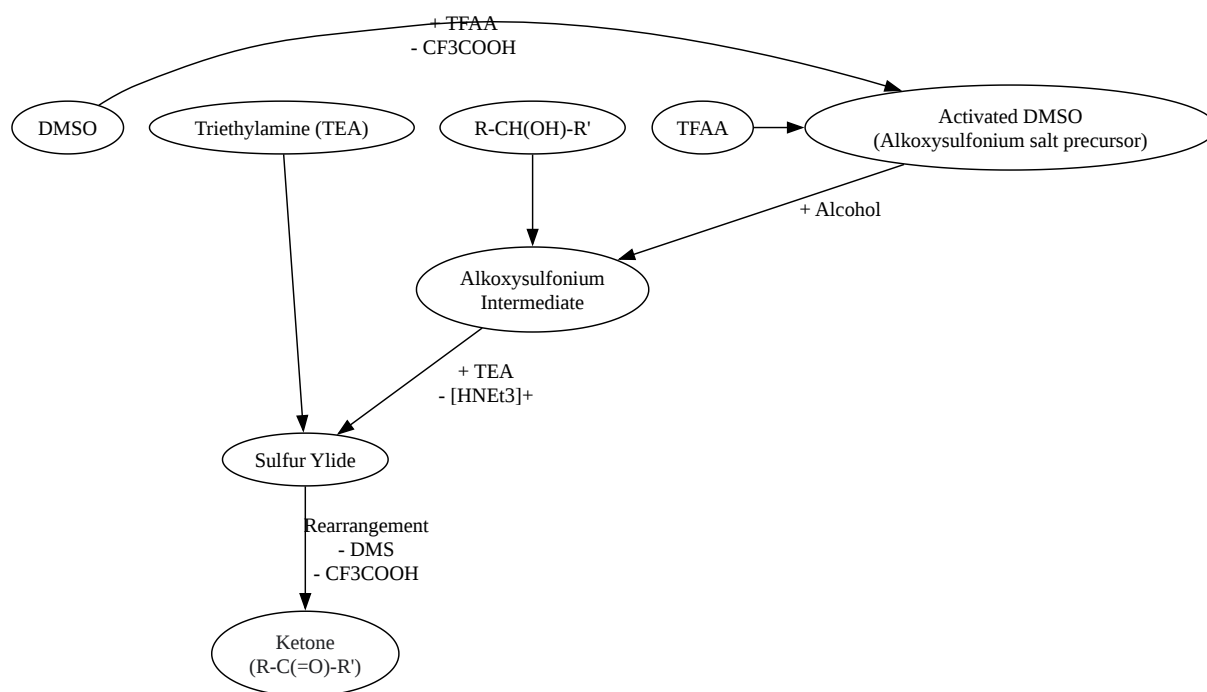 + TFAA
- CF3COOH
DMSO
Triethylamine (TEA)
R-CH(OH)-R'
TFAA
Activated DMSO
(Alkoxysulfonium salt precursor)
+ Alcohol
Alkoxysulfonium
Intermediate
+ TEA
- [HNEt3]+
Sulfur Ylide
Rearrangement
- DMS
- CF3COOH
Ketone
(R-C(=O)-R')